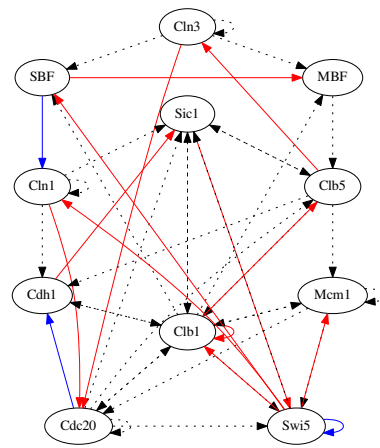 Cln3
SBF
MBF
Sic1
Cln1
Clb5
Cdh1
Mcm1
Clb1
Cdc20
Swi5